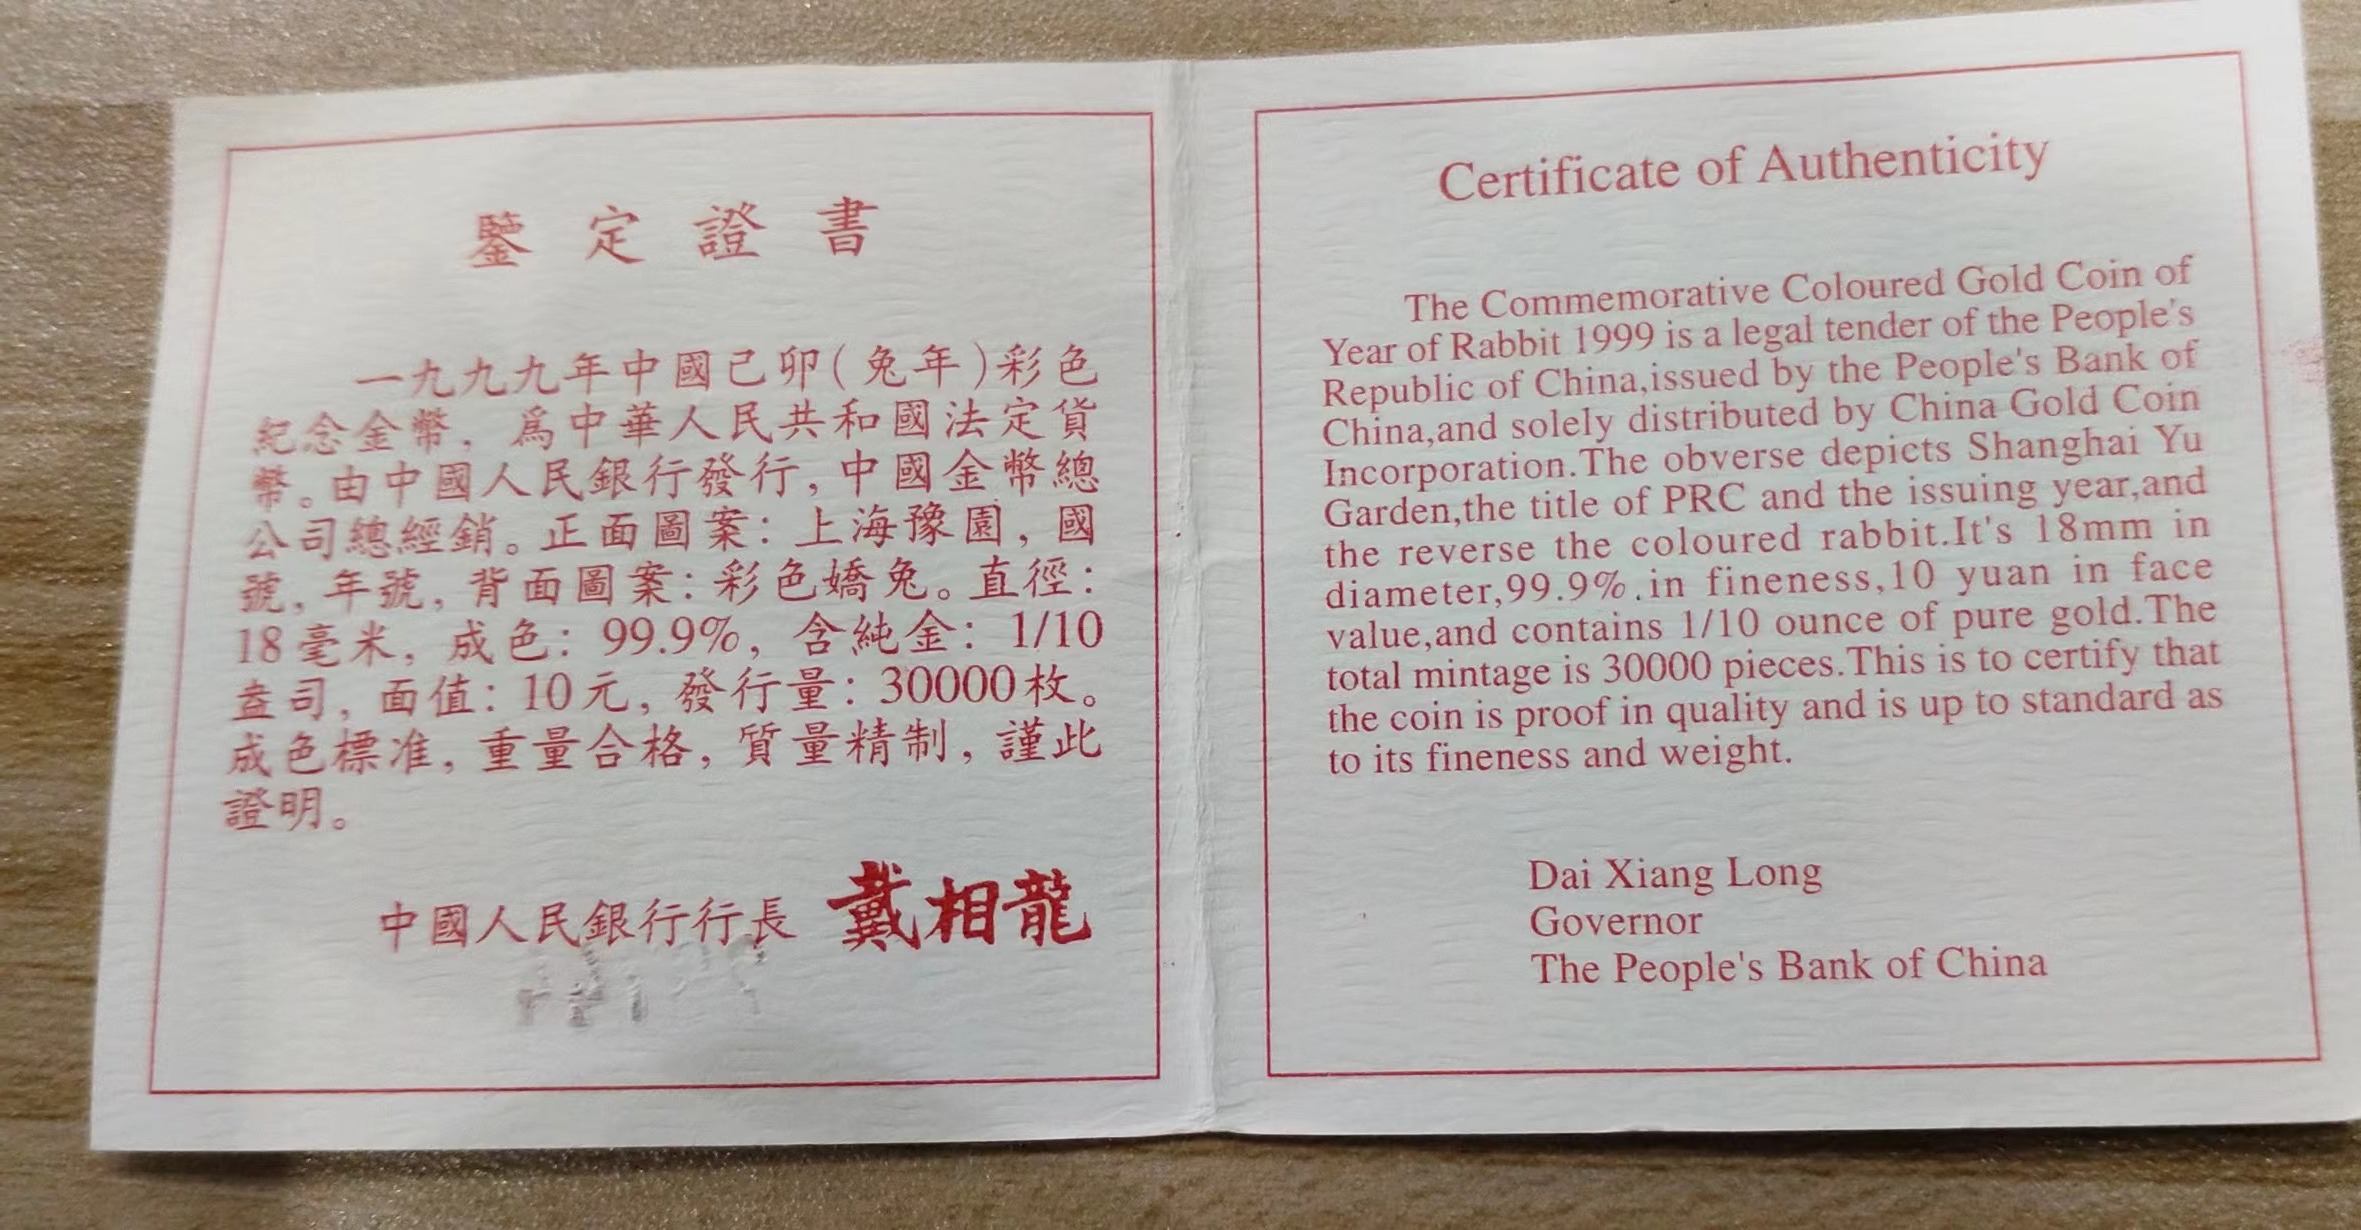 鑒定證書
一九九九年中國己卯(兔年)彩色
紀念金幣，爲中華人民共和國法定貨
幣。由中國人民銀行發行，中國金幣總
公司總經銷。正面圖案：上海豫園，國
號，年號，背面圖案：彩色嬌兔。直徑：
18毫米，成色：99.9%，含純金：1/10
盎司，面值：10元，發行量：30000枚。
成色標准，重量合格，質量精制，謹此
證明。
中國人民銀行行長 戴相龍
Certificate of Authenticity
The Commemorative Coloured Gold Coin of
Year of Rabbit 1999 is a legal tender of the People's
Republic of China,issued by the People's Bank of
China,and solely distributed by China Gold Coin
Incorporation.The obverse depicts Shanghai Yu
Garden,the title of PRC and the issuing year,and
the reverse the coloured rabbit.It's 18mm in
diameter,99.9%.in fineness,10 yuan in face
value,and contains 1/10 ounce of pure gold.The
total mintage is 30000 pieces.This is to certify that
the coin is proof in quality and is up to standard as
to its fineness and weight.
Dai Xiang Long
Governor
The People's Bank of China